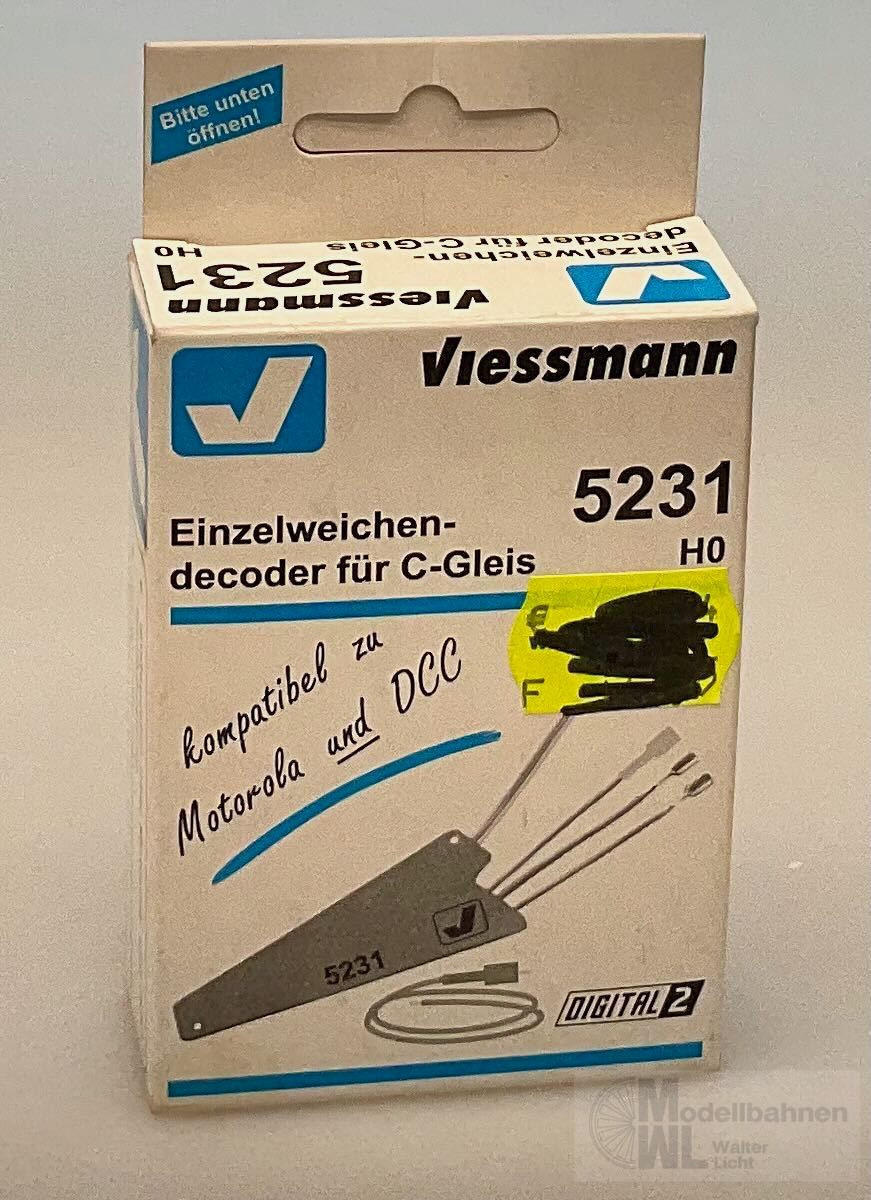 Bitte unten
öffnen!
Einzelweichen-
decoder für C-Gleis
Viessmann
5231
H0
Viessmann
5231
H0
Einzelweichen-
decoder für C-Gleis
€
F
kompatibel zu
Motorola und DCC
5231
DIGITAL 2
Modellbahnen
WL Walter
Licht